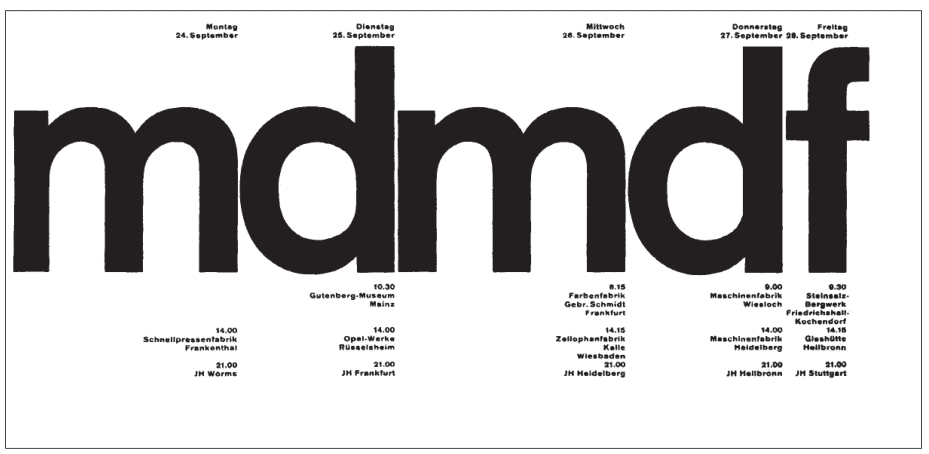 Montag
24. September
Dienstag
25. September
Mittwoch
26. September
Donnerstag
27. September
Freitag
28. September
mdmdf
14.00
Schnellpressenfabrik
Frankenthal
21.00
JH Worms
10.30
Gutenberg-Museum
Mainz
14.00
Opel-Werke
Rüsselsheim
21.00
JH Frankfurt
8.15
Farbenfabrik
Gebr. Schmidt
Frankfurt
14.15
Zellophanfabrik
Kalle
Wiesbaden
21.00
JH Heidelberg
9.00
Maschinenfabrik
Wiesloch
14.00
Maschinenfabrik
Heidelberg
21.00
JH Heilbronn
9.30
Steinsalz-
Bergwerk
Friedrichshall-
Kochendorf
14.15
Glashütte
Heilbronn
21.00
JH Stuttgart